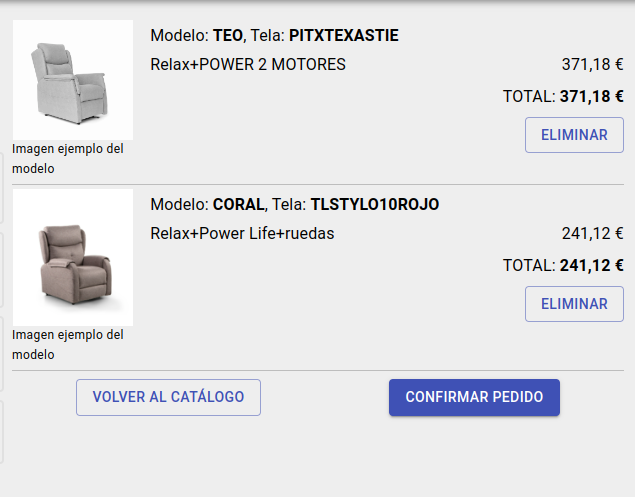 Modelo: TEO, Tela: PITXTEXASTIE
Relax+POWER 2 MOTORES 371,18 €
TOTAL: 371,18 €
ELIMINAR
Imagen ejemplo del
modelo
Modelo: CORAL, Tela: TLSTYLO10ROJO
Relax+Power Life+ruedas 241,12 €
TOTAL: 241,12 €
ELIMINAR
Imagen ejemplo del
modelo
VOLVER AL CATÁLOGO CONFIRMAR PEDIDO